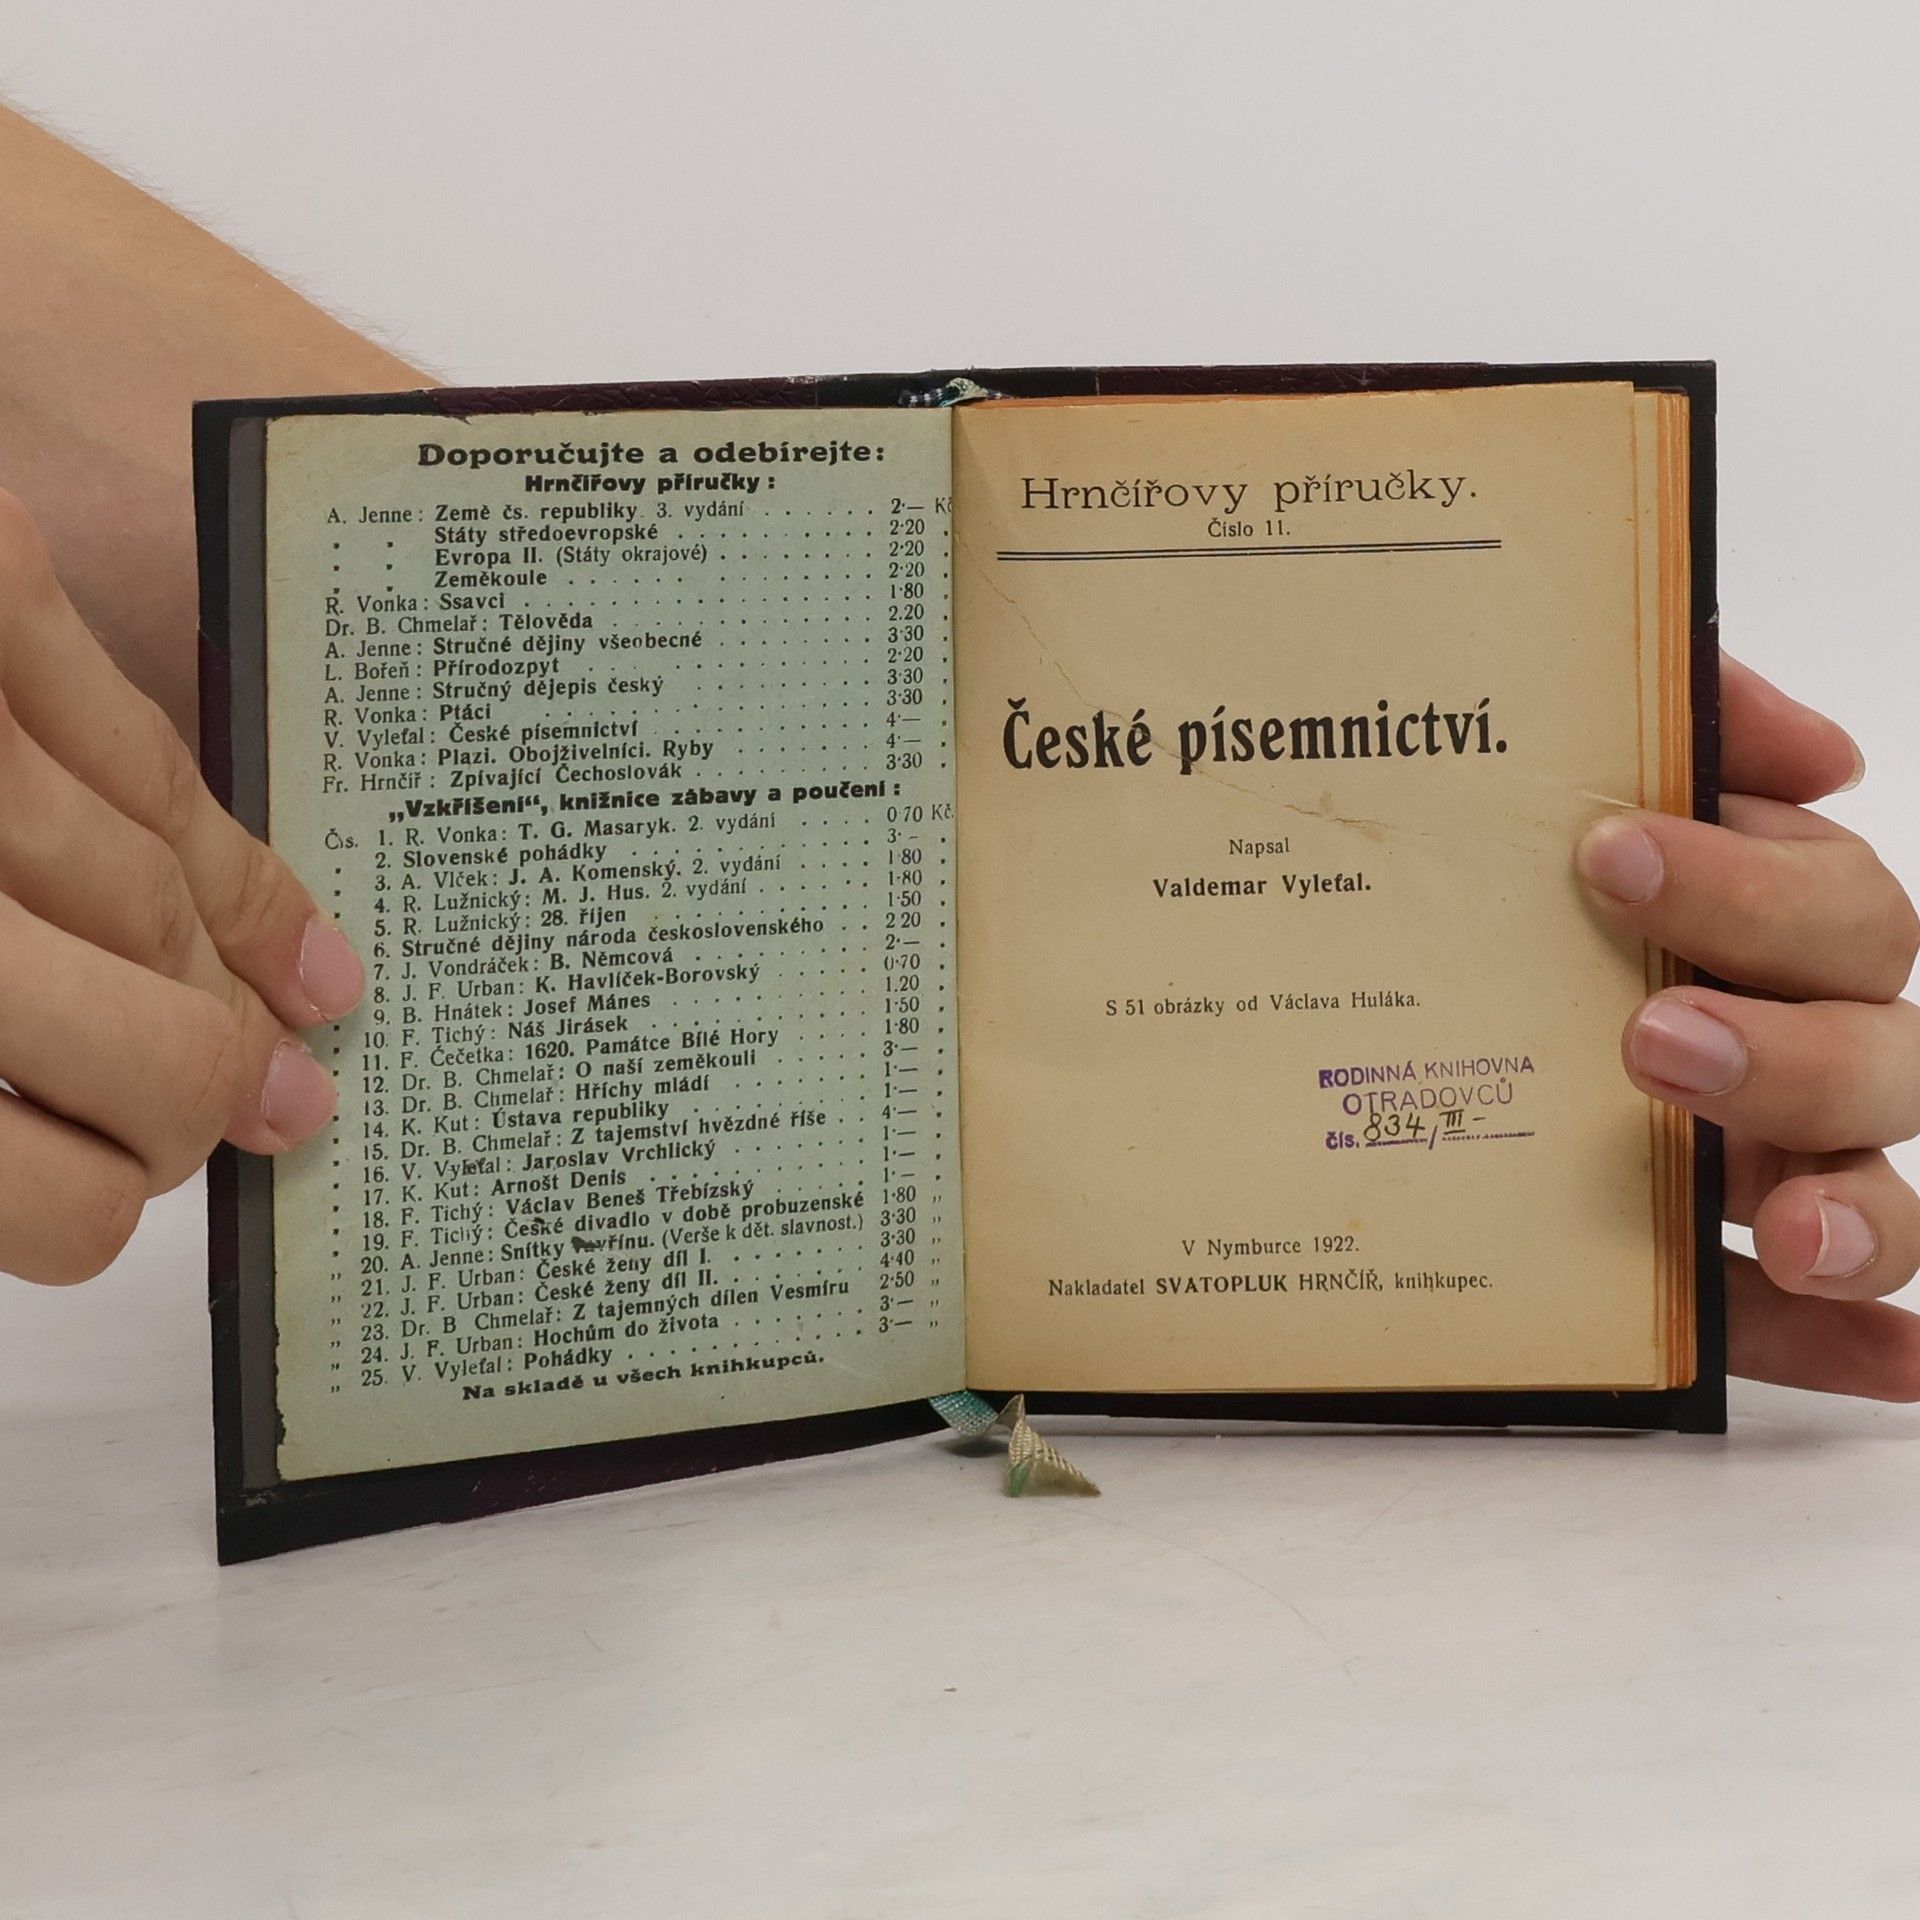 Doporučujte a odebírejte:
Hrnčířovy příručky :
A. Jenne : Země čs. republiky. 3. vydání . . . . . . 2·— Kč
„ „ Státy středoevropské . . . . . . . . . . 2·20 „
„ „ Evropa II. (Státy okrajové) . . . . . . . . 2·20 „
„ „ Zeměkoule . . . . . . . . . . . . . . 2·20 „
R. Vonka : Ssavci . . . . . . . . . . . . . . . . 1·80 „
Dr. B. Chmelař : Tělověda . . . . . . . . . . . . . 2.20 „
A. Jenne : Stručné dějiny všeobecné . . . . . . . . 3·30 „
L. Bořeň : Přírodozpyt . . . . . . . . . . . . 2·20 „
A. Jenne : Stručný dějepis český . . . . . . . . . 3·30 „
R. Vonka : Ptáci . . . . . . . . . . . . . . 3·30 „
V. Vyleťal : České písemnictví . . . . . . . . . . 4·— „
R. Vonka : Plazi. Obojživelníci. Ryby . . . . . . . 4·— „
Fr. Hrnčíř : Zpívající Čechoslovák . . . . . . . . . 3·30 „
„Vzkříšení“, knižnice zábavy a poučení :
Čís. 1. R. Vonka : T. G. Masaryk. 2. vydání . . . . 0·70 Kč.
„ 2. Slovenské pohádky . . . . . . . . . . . 3·– „
„ 3. A. Vlček : J. A. Komenský. 2. vydání . . . . 1·80 „
„ 4. R. Lužnický : M. J. Hus. 2. vydání . . . . . . 1·80 „
„ 5. R. Lužnický : 28. říjen . . . . . . . . . . 1·50 „
„ 6. Stručné dějiny národa československého . . 2 20 „
„ 7. J. Vondráček : B. Němcová . . . . . . . . 2·— „
„ 8. J. F. Urban : K. Havlíček-Borovský . . . . . 0·70 „
„ 9. B. Hnátek : Josef Mánes . . . . . . . . . 1.20 „
„ 10. F. Tichý : Náš Jirásek . . . . . . . . . . 1·50 „
„ 11. F. Čečetka : 1620. Památce Bílé Hory . . . . 1·80 „
„ 12. Dr. B. Chmelař : O naší zeměkouli . . . . . 3·— „
„ 13. Dr. B. Chmelař : Hříchy mládí . . . . . . . 1·— „
„ 14. K. Kut : Ústava republiky . . . . . . . . . 1·— „
„ 15. Dr. B. Chmelař : Z tajemství hvězdné říše . . 4·— „
„ 16. V. Vyleťal : Jaroslav Vrchlický . . . . . . . 1·— „
„ 17. K. Kut : Arnošt Denis . . . . . . . . . . 1·— „
„ 18. F. Tichý : Václav Beneš Třebízský . . . . . 1·— „
„ 19. F. Tichý : České divadlo v době probuzenské 1·80 „
„ 20. A. Jenne : Snítky vavřínu. (Verše k dět. slavnost.) 3·30 „
„ 21. J. F. Urban : České ženy díl I. . . . . . . . 3·30 „
„ 22. J. F. Urban : České ženy díl II. . . . . . . . 4·40 „
„ 23. Dr. B Chmelař : Z tajemných dílen Vesmíru 2·50 „
„ 24. J. F. Urban : Hochům do života . . . . . . . 3·— „
„ 25. V. Vyleťal : Pohádky . . . . . . . . . . . 3·— „
Na skladě u všech knihkupců.
Hrnčířovy příručky.
Číslo 11.
České písemnictví.
Napsal
Valdemar Vyleťal.
S 51 obrázky od Václava Huláka.
RODINNÁ KNIHOVNA
OTRADOVCŮ
čís. 834/III-
V Nymburce 1922.
Nakladatel SVATOPLUK HRNČÍŘ, knihkupec.